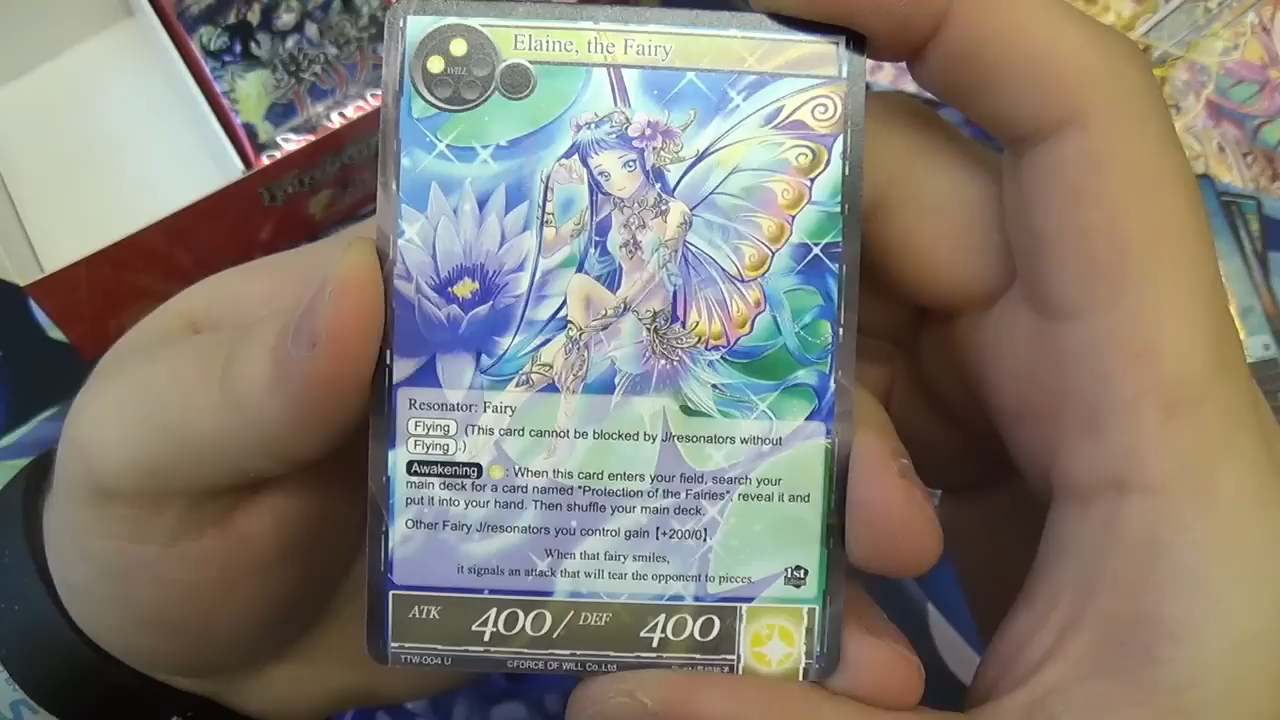 Elaine, the Fairy
WILL
Resonator: Fairy
Flying (This card cannot be blocked by J/resonators without
Flying.)
Awakening : When this card enters your field, search your
main deck for a card named "Protection of the Fairies", reveal it and
put it into your hand. Then shuffle your main deck.
Other Fairy J/resonators you control gain【+200/0】.
When that fairy smiles,
it signals an attack that will tear the opponent to pieces.
1st
Edition
ATK 400 / DEF 400
TTW-004 U ©FORCE OF WILL Co.,Ltd.